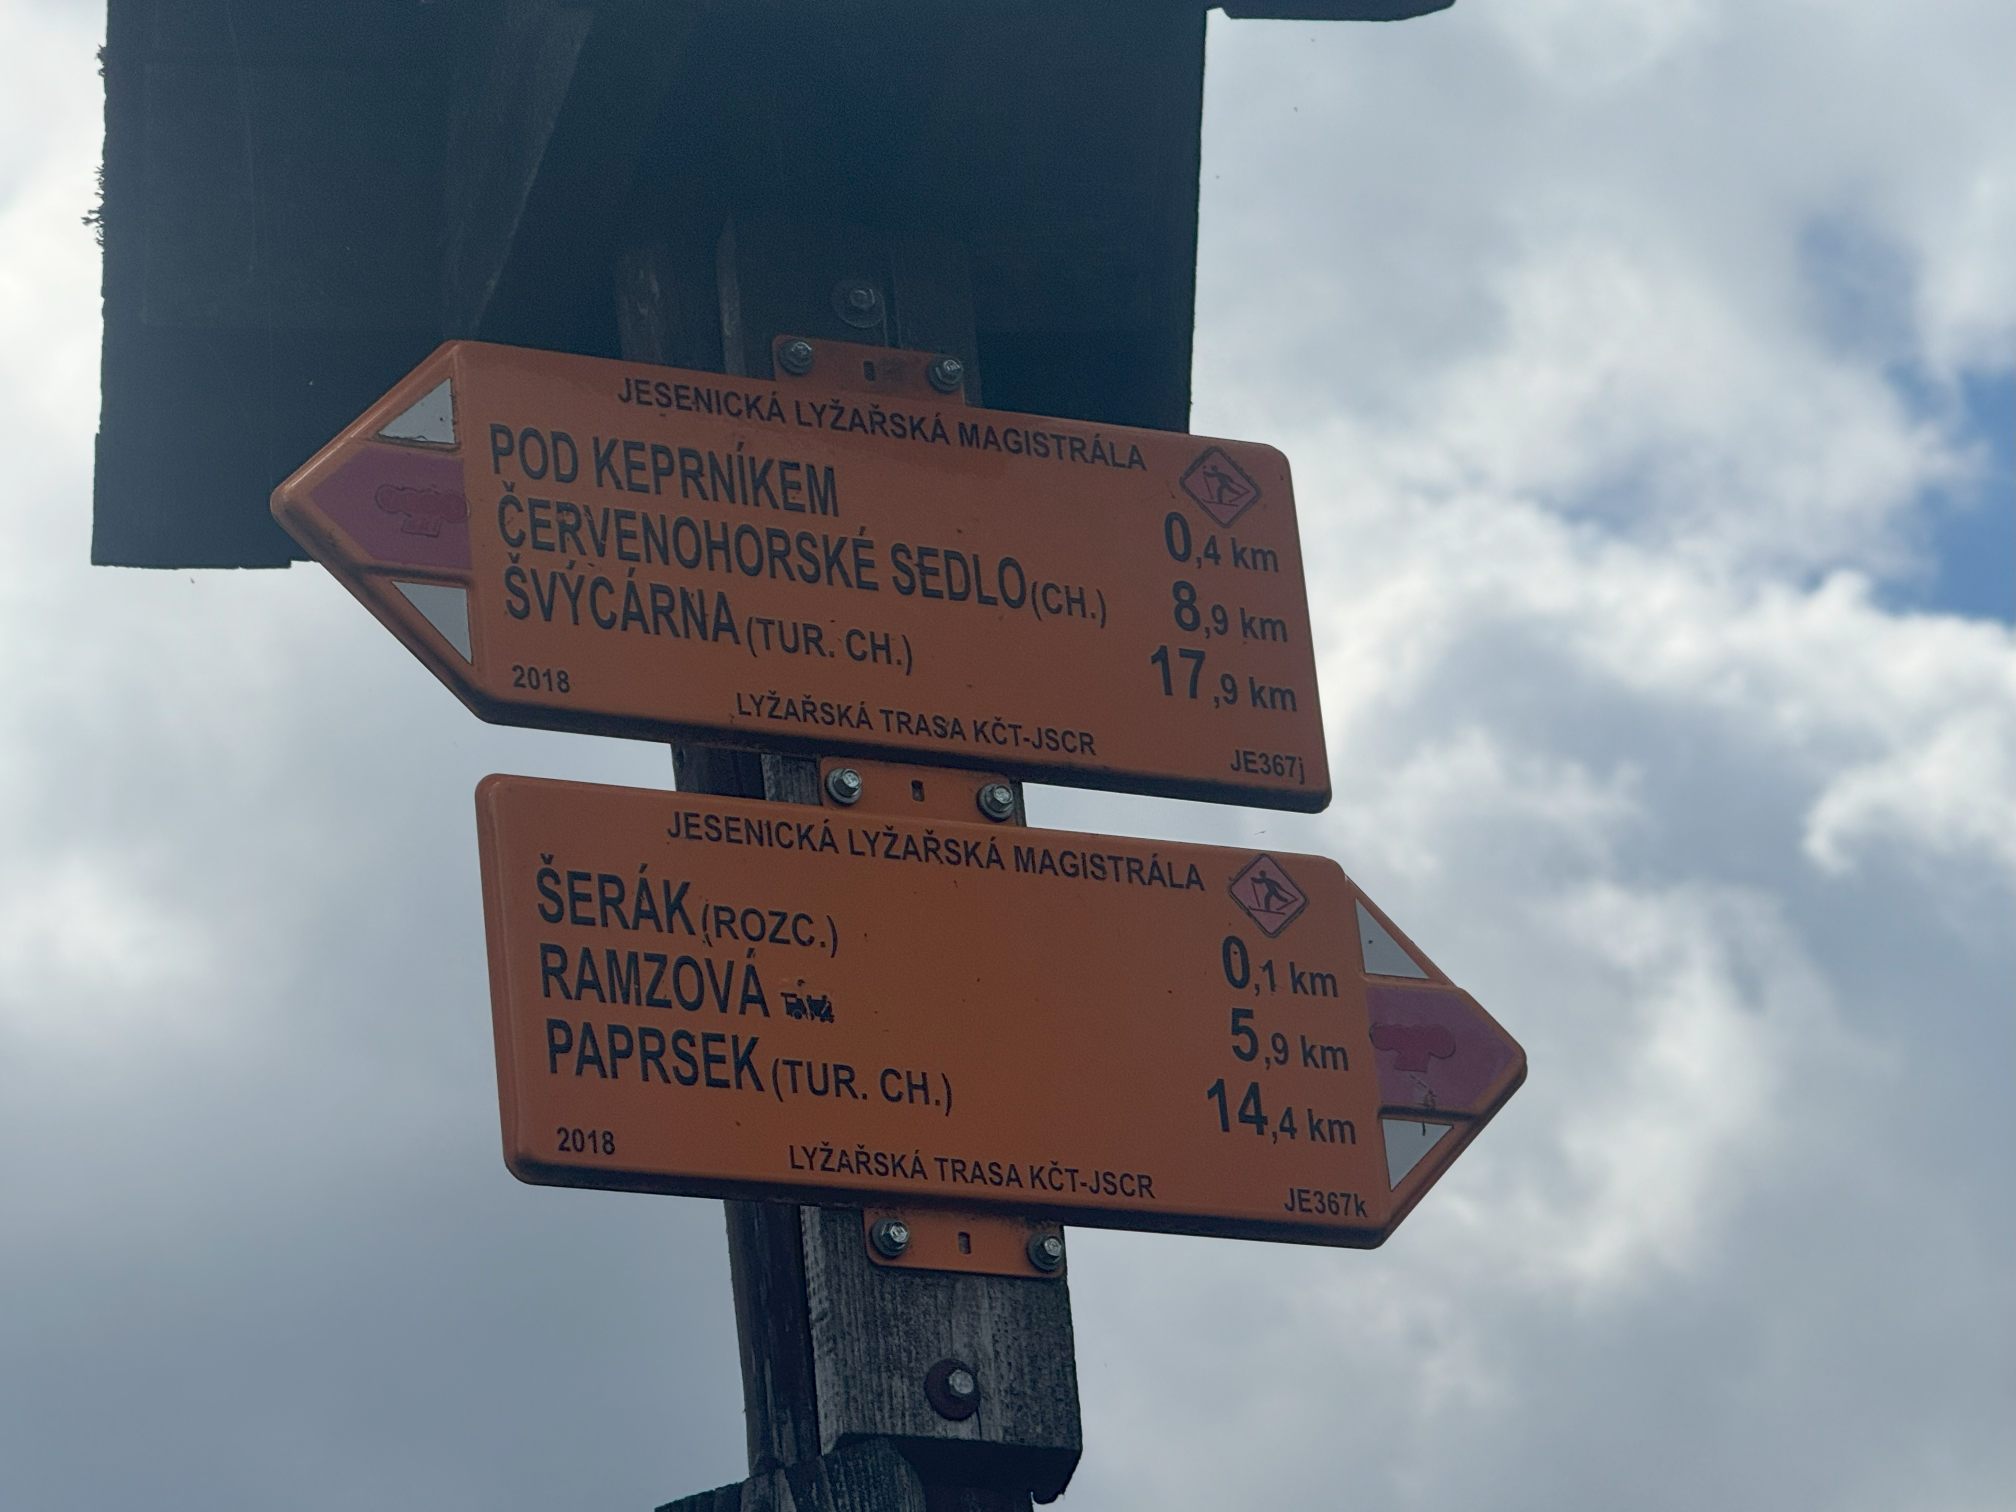 JESENICKÁ LYŽAŘSKÁ MAGISTRÁLA
POD KEPRNÍKEM 0,4 km
ČERVENOHORSKÉ SEDLO (CH.) 8,9 km
ŠVÝCÁRNA (TUR. CH.) 17,9 km
2018 LYŽAŘSKÁ TRASA KČT-JSCR JE367j
JESENICKÁ LYŽAŘSKÁ MAGISTRÁLA
ŠERÁK (ROZC.) 0,1 km
RAMZOVÁ 5,9 km
PAPRSEK (TUR. CH.) 14,4 km
2018 LYŽAŘSKÁ TRASA KČT-JSCR JE367k